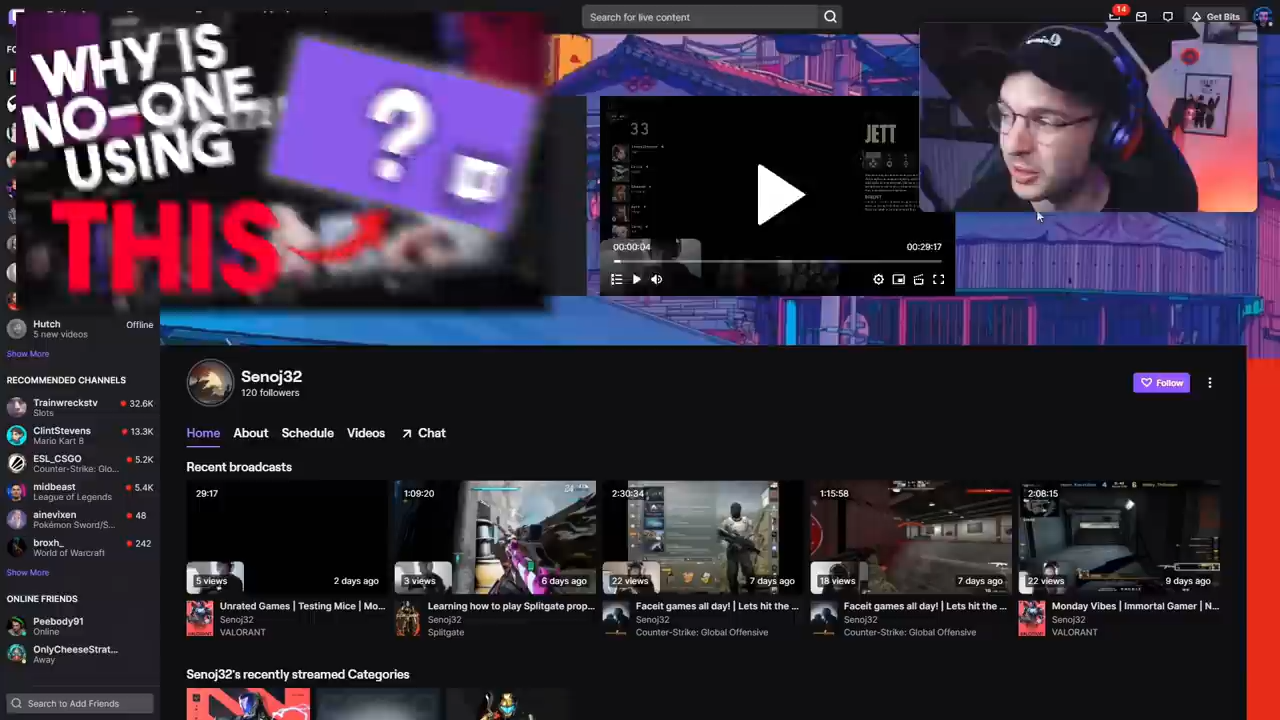 Search for live content
14
Get Bits
WHY IS
NO-ONE
USING
THIS
?
33
JETT
00:00:04
00:29:17
Hutch
Offline
5 new videos
Show More
RECOMMENDED CHANNELS
Trainwreckstv
32.6K
Slots
ClintStevens
13.3K
Mario Kart 8
ESL_CSGO
5.2K
Counter-Strike: Glo...
midbeast
5.4K
League of Legends
ainevixen
48
Pokémon Sword/S...
broxh_
242
World of Warcraft
Show More
ONLINE FRIENDS
Peebody91
Online
OnlyCheeseStrat...
Away
Search to Add Friends
Senoj32
120 followers
Follow
Home
About
Schedule
Videos
Chat
Recent broadcasts
29:17
5 views
2 days ago
Unrated Games | Testing Mice | Mo...
Senoj32
VALORANT
1:09:20
3 views
6 days ago
Learning how to play Splitgate prop...
Senoj32
Splitgate
2:30:34
22 views
7 days ago
Faceit games all day! | Lets hit the ...
Senoj32
Counter-Strike: Global Offensive
1:15:58
18 views
7 days ago
Faceit games all day! | Lets hit the ...
Senoj32
Counter-Strike: Global Offensive
2:08:15
22 views
9 days ago
Monday Vibes | Immortal Gamer | N...
Senoj32
VALORANT
Senoj32's recently streamed Categories